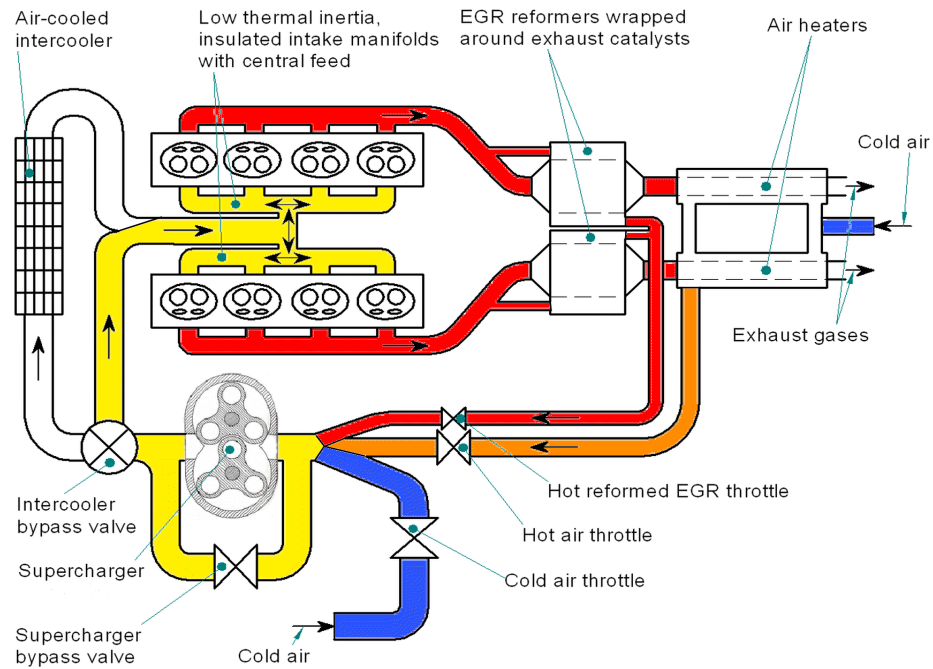 Air-cooled
intercooler
Low thermal inertia,
insulated intake manifolds
with central feed
EGR reformers wrapped
around exhaust catalysts
Air heaters
Cold air
Exhaust gases
Hot reformed EGR throttle
Hot air throttle
Cold air throttle
Intercooler
bypass valve
Supercharger
Supercharger
bypass valve
Cold air